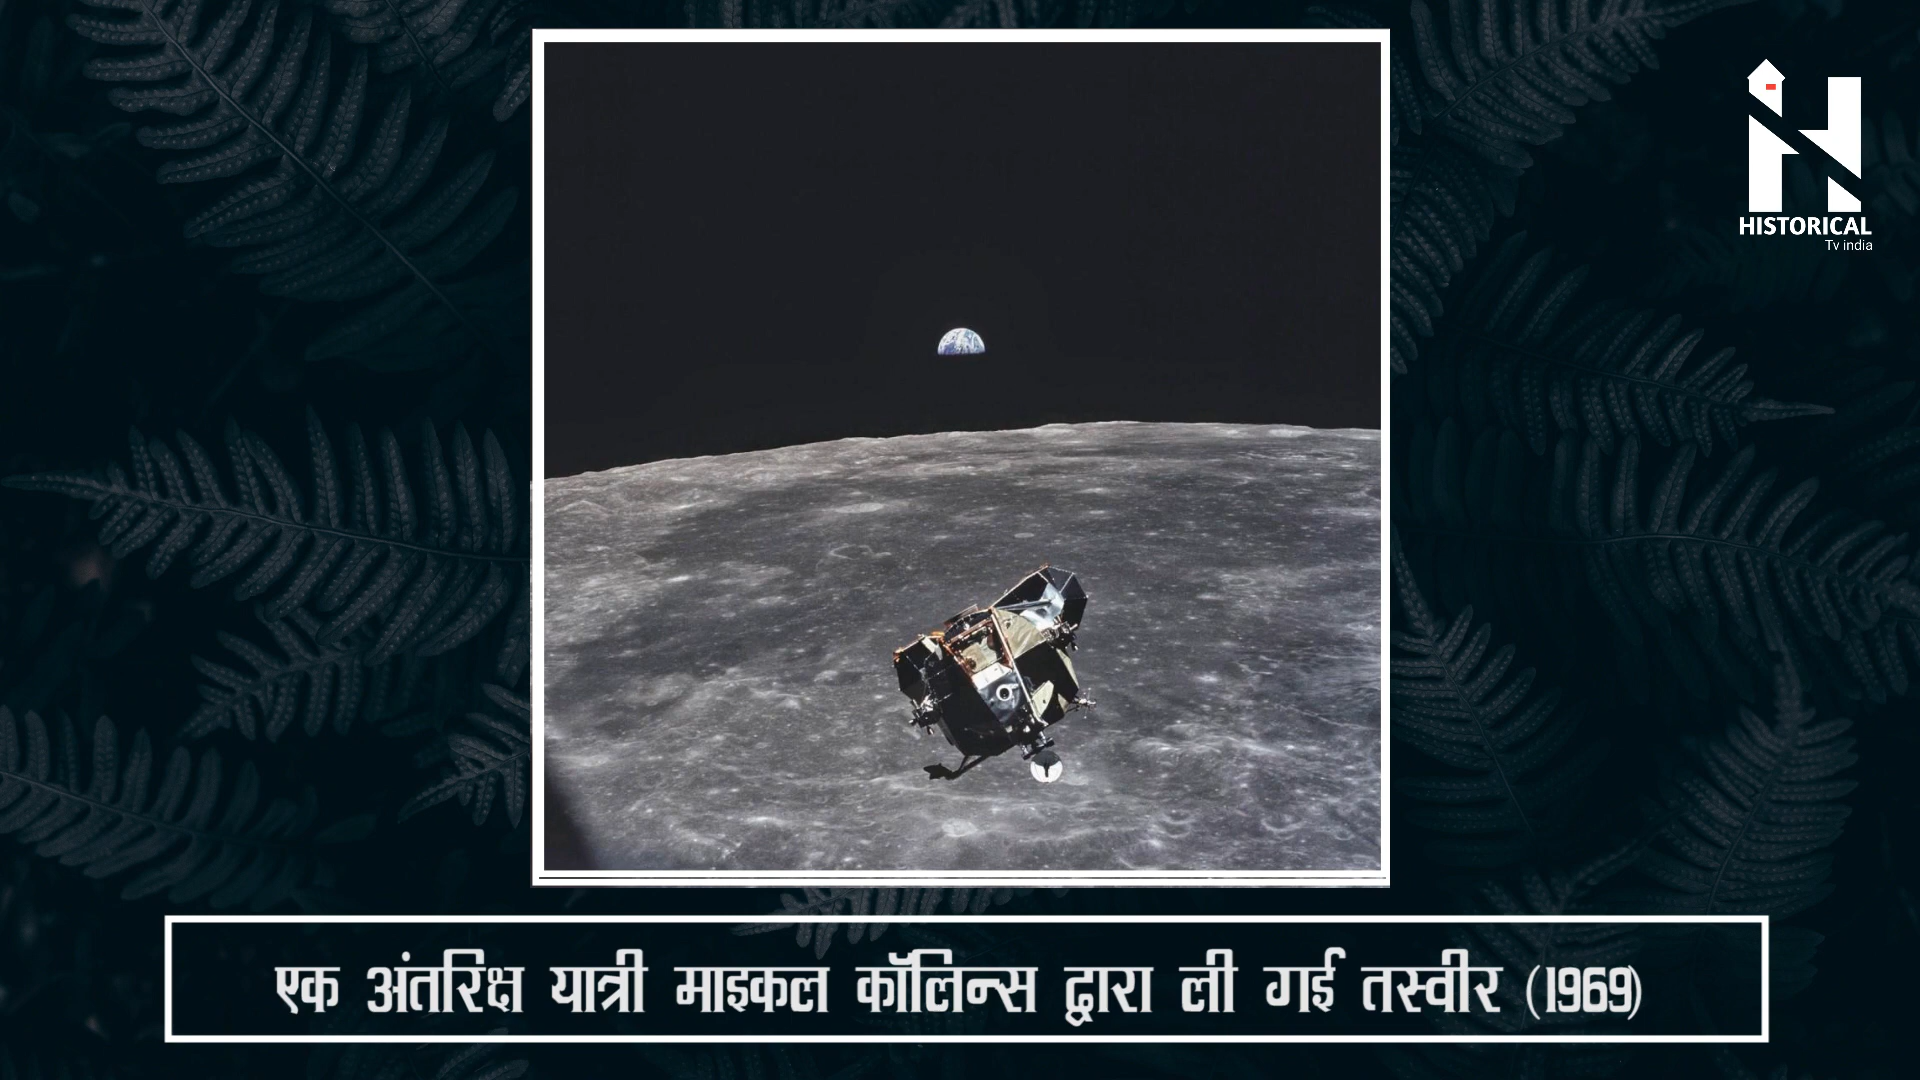 HISTORICAL
Tv india
एक अंतरिक्ष यात्री माइकल कॉलिन्स द्वारा ली गई तस्वीर (1969)